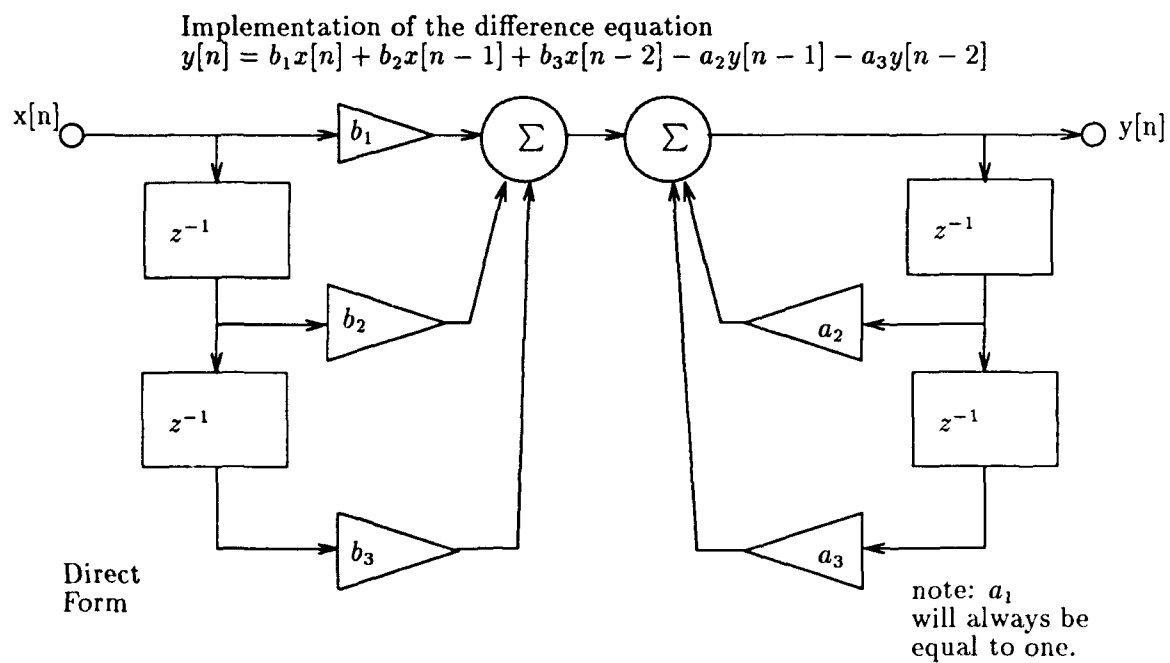 Implementation of the difference equation
y[n] = b₁x[n] + b₂x[n − 1] + b₃x[n − 2] − a₂y[n − 1] − a₃y[n − 2]
x[n]
b₁
Σ
Σ
y[n]
z⁻¹
z⁻¹
b₂
a₂
z⁻¹
z⁻¹
b₃
a₃
Direct
Form
note: a₁
will always be
equal to one.